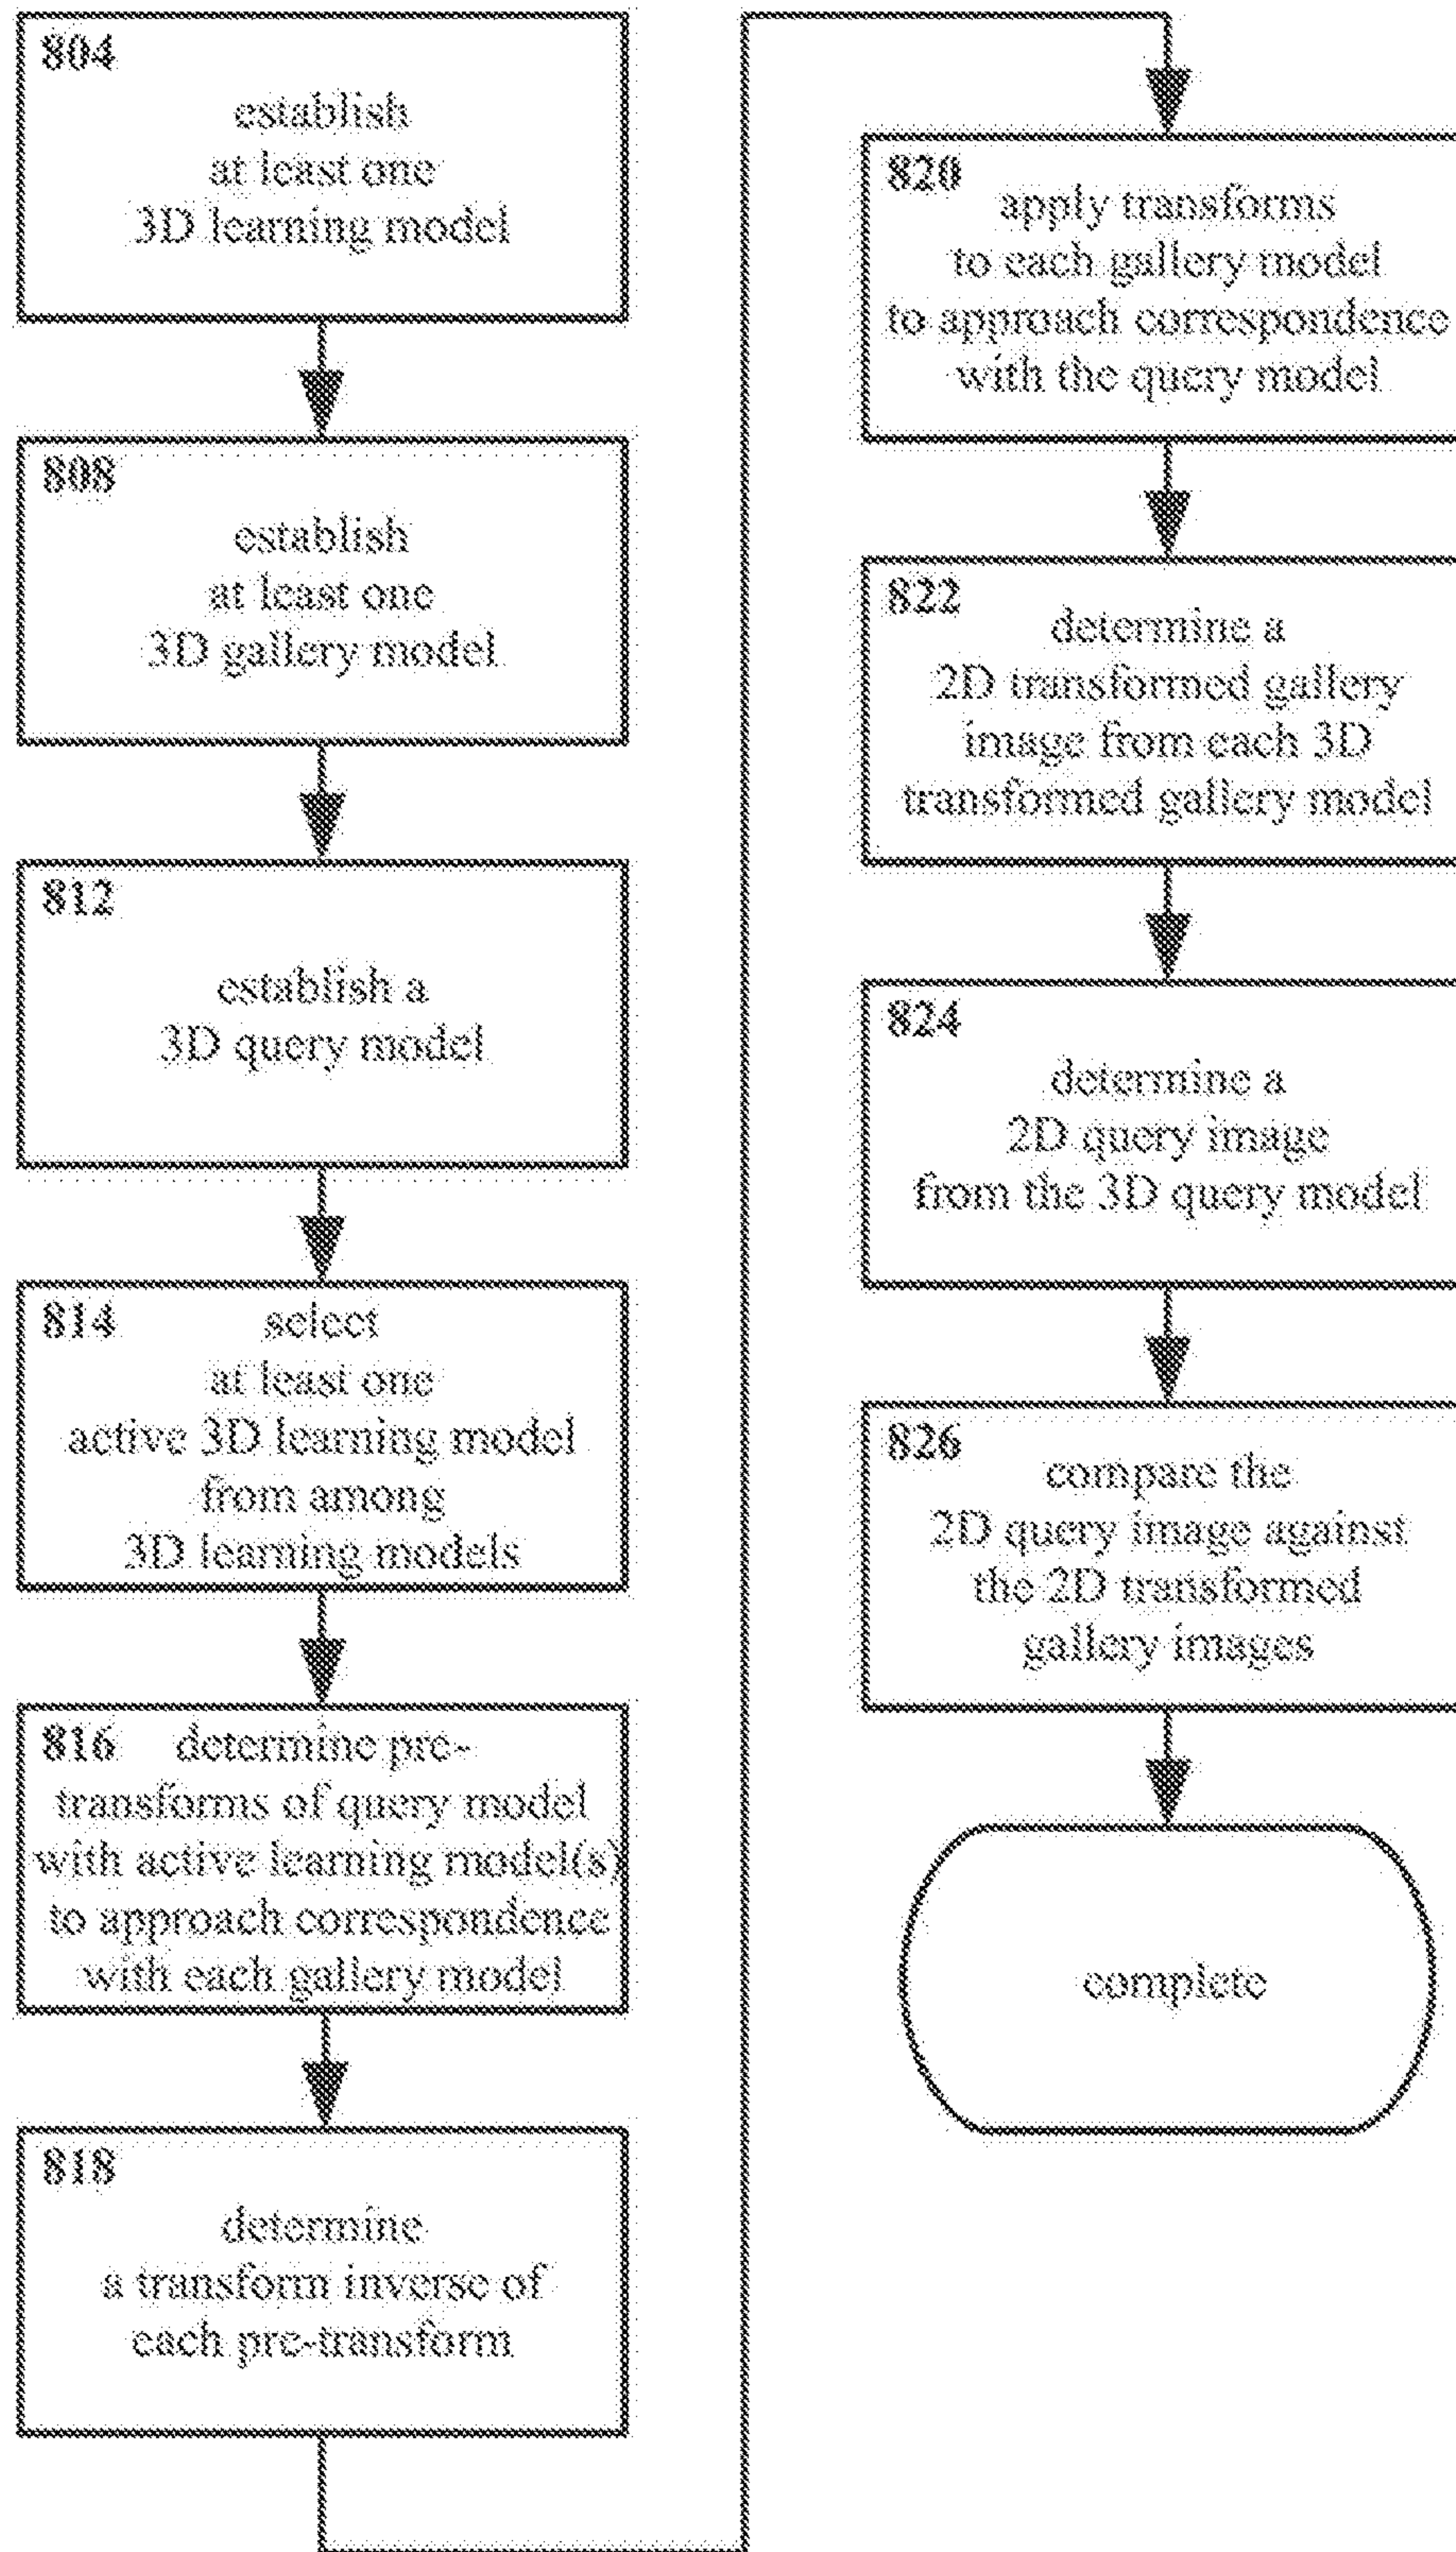 804
establish
at least one
3D learning model
808
establish
at least one
3D gallery model
812
establish a
3D query model
814 select
at least one
active 3D learning model
from among
3D learning models
816 determine pre-
transforms of query model
with active learning model(s)
to approach correspondence
with each gallery model
818
determine
a transform inverse of
each pre-transform
820
apply transforms
to each gallery model
to approach correspondence
with the query model
822
determine a
2D transformed gallery
image from each 3D
transformed gallery model
824
determine a
2D query image
from the 3D query model
826
compare the
2D query image against
the 2D transformed
gallery images
complete